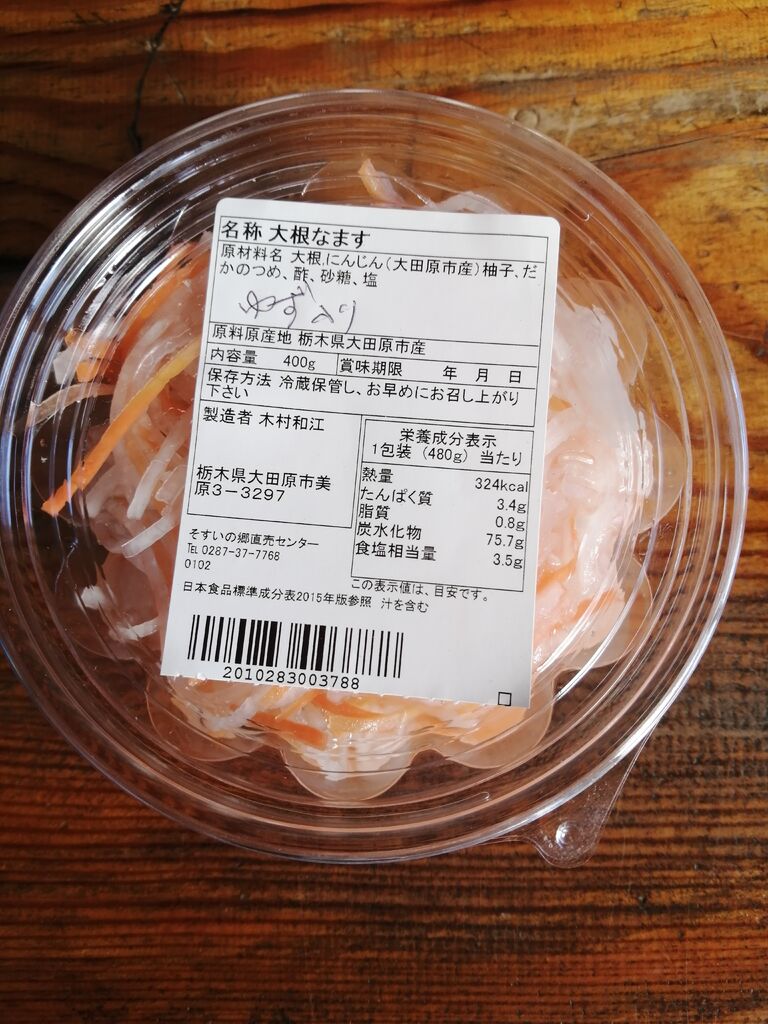 名称 大根なます
原材料名 大根,にんじん(大田原市産)柚子、だ
かのつめ、酢、砂糖、塩
ゆず入り
原料原産地 栃木県大田原市産
内容量 400g 賞味期限 年 月 日
保存方法 冷蔵保管し、お早めにお召し上がり
下さい
製造者 木村和江
栃木県大田原市美
原3-3297
栄養成分表示
1包装(480g)当たり
熱量 324kcal
たんぱく質 3.4g
脂質 0.8g
炭水化物 75.7g
食塩相当量 3.5g
そすいの郷直売センター
℡ 0287-37-7768
0102
この表示値は、目安です。
日本食品標準成分表2015年版参照 汁を含む
2010283003788